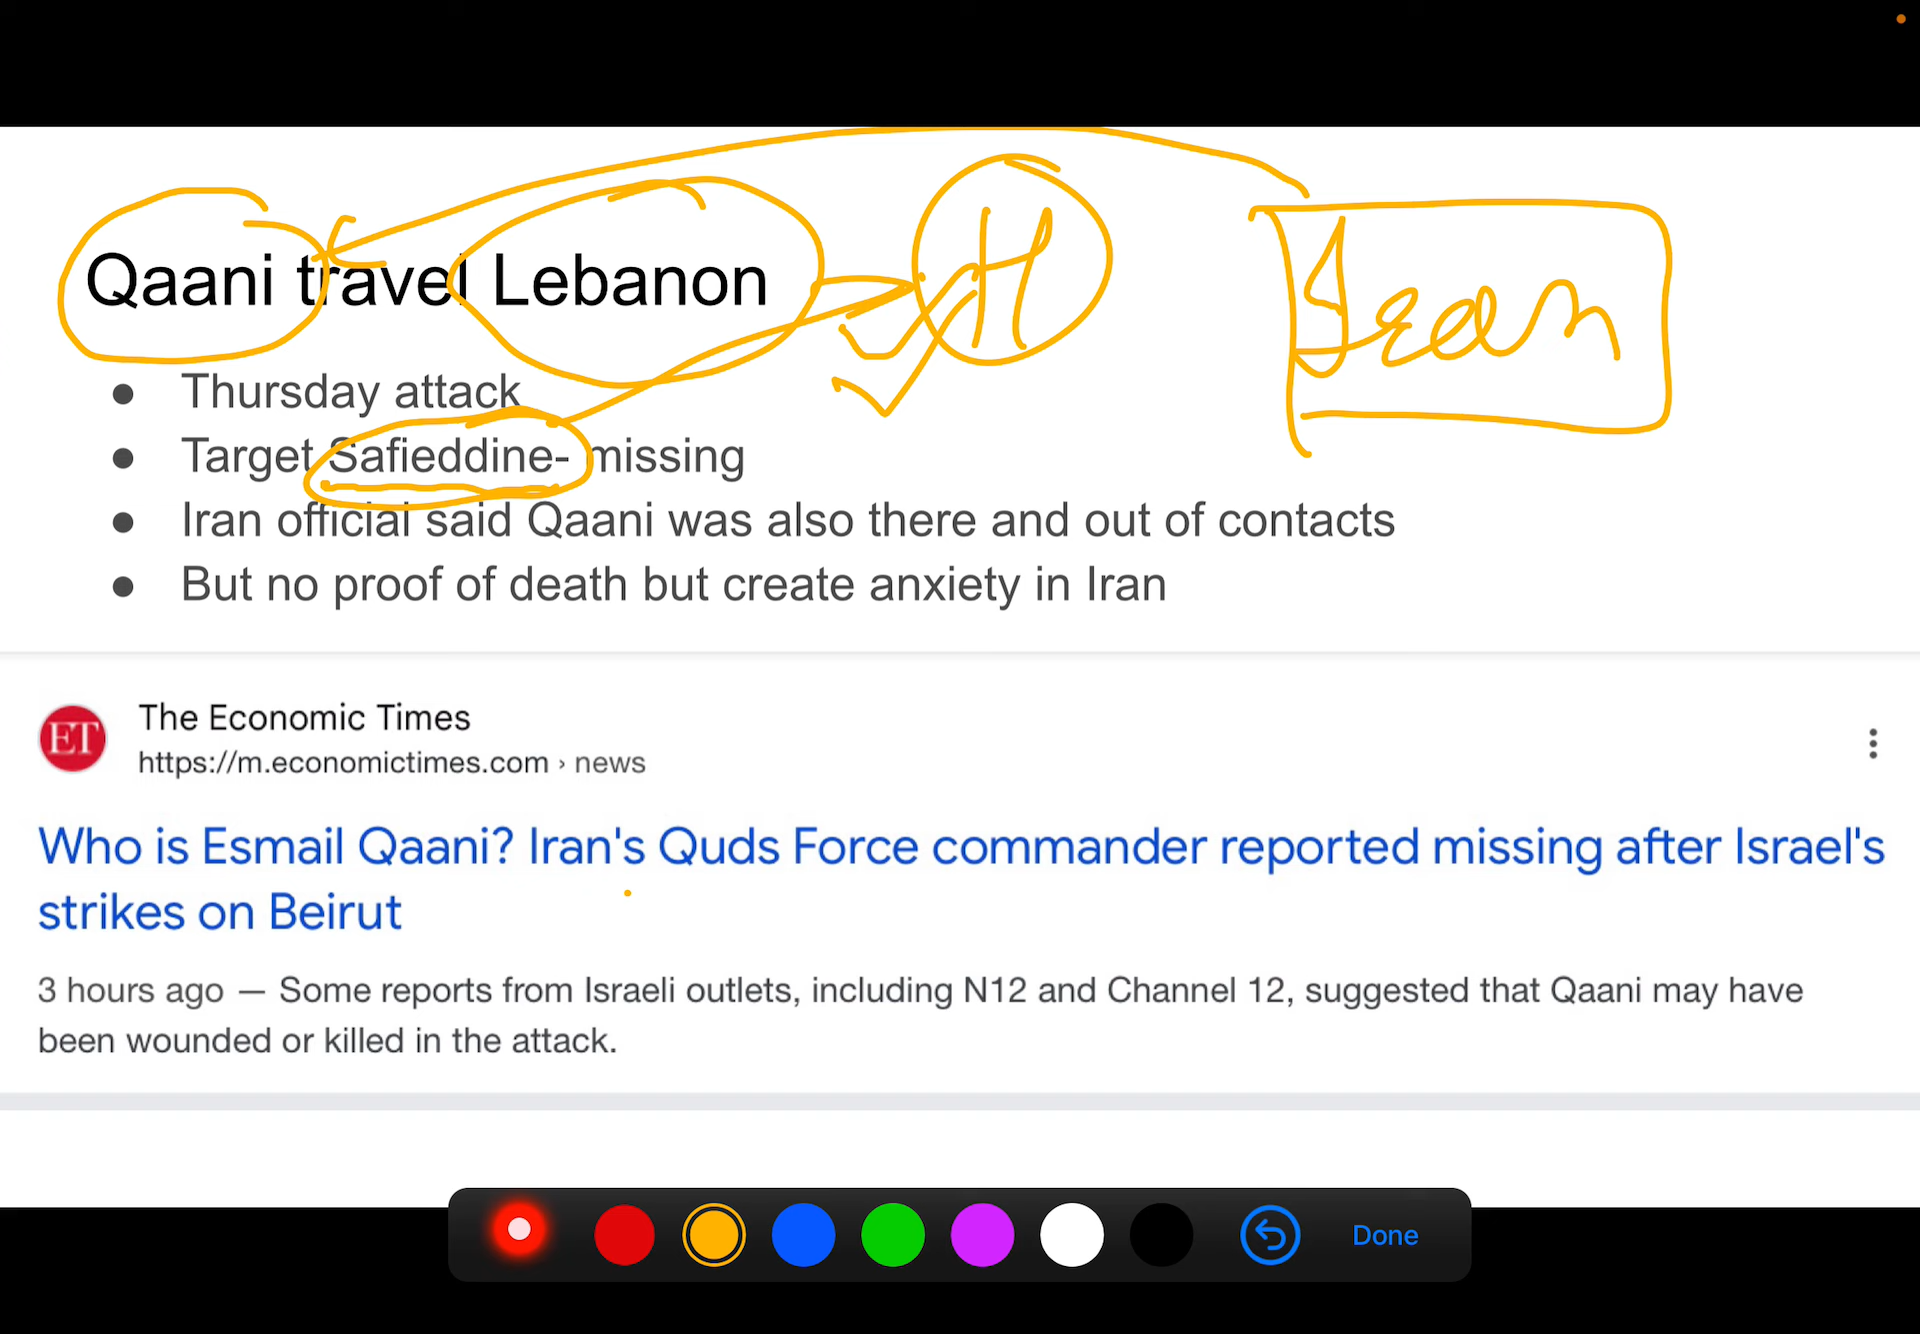 Qaani travel Lebanon
H
Iran
Thursday attack
Target Safieddine- missing
Iran official said Qaani was also there and out of contacts
But no proof of death but create anxiety in Iran
ET
The Economic Times
https://m.economictimes.com › news
Who is Esmail Qaani? Iran's Quds Force commander reported missing after Israel's
strikes on Beirut
3 hours ago — Some reports from Israeli outlets, including N12 and Channel 12, suggested that Qaani may have
been wounded or killed in the attack.
Done